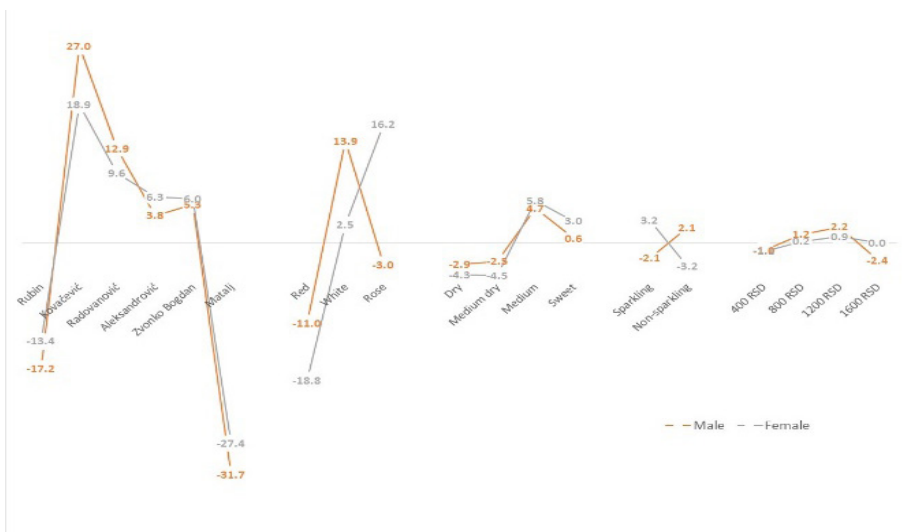 27.0
18.9
12.9
9.6
6.3
3.8
6.0
5.3
Rubin
Kovačević
Radovanović
Aleksandrović
Zvonko Bogdan
Matalj
-13.4
-17.2
-27.4
-31.7
16.2
13.9
2.5
-3.0
Red
White
Rose
-11.0
-18.8
5.8
4.7
3.0
0.6
-2.9
-2.5
-4.3
-4.5
Dry
Medium dry
Medium
Sweet
3.2
2.1
-2.1
-3.2
Sparkling
Non-sparkling
2.2
1.2
0.9
0.2
0.0
-2.4
400 RSD
800 RSD
1200 RSD
1600 RSD
Male
Female